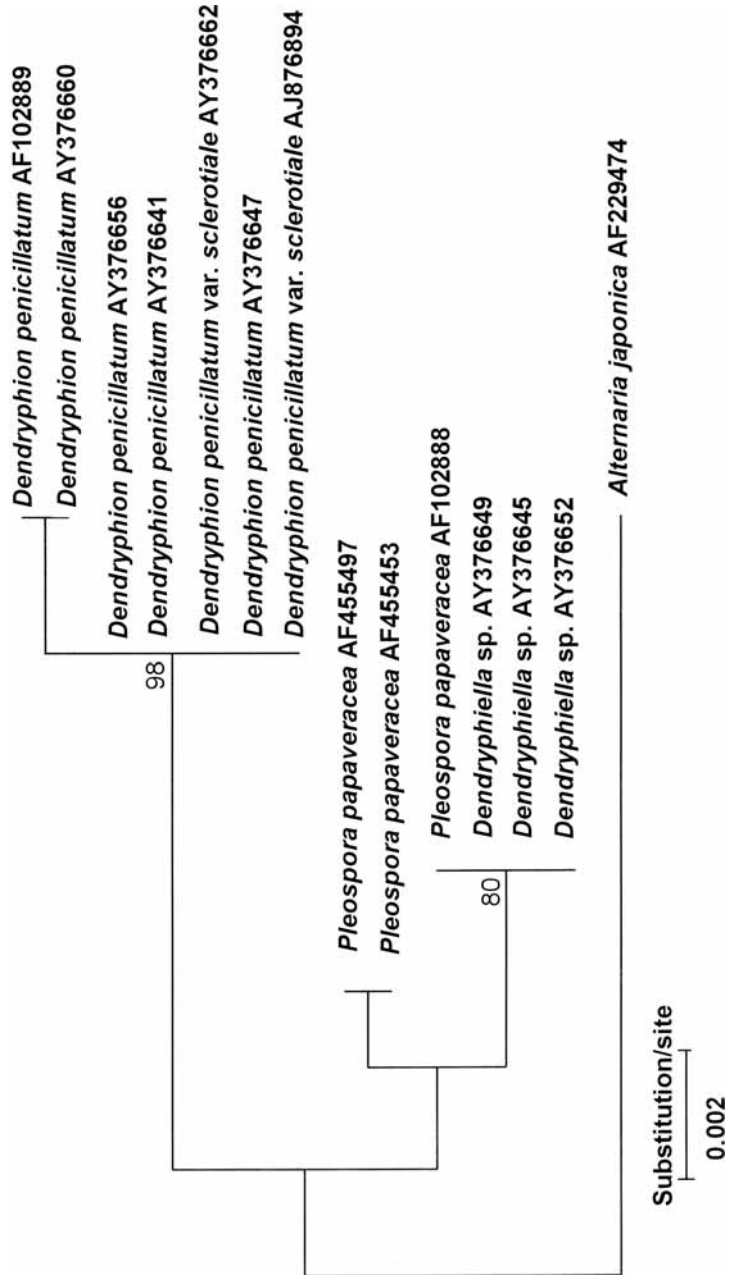 Dendryphion penicillatum AF102889
Dendryphion penicillatum AY376660
Dendryphion penicillatum AY376656
Dendryphion penicillatum AY376641
Dendryphion penicillatum var. sclerotiale AY376662
Dendryphion penicillatum AY376647
Dendryphion penicillatum var. sclerotiale AJ876894
98
Pleospora papaveracea AF455497
Pleospora papaveracea AF455453
Pleospora papaveracea AF102888
Dendryphiella sp. AY376649
Dendryphiella sp. AY376645
Dendryphiella sp. AY376652
80
Alternaria japonica AF229474
Substitution/site
0.002